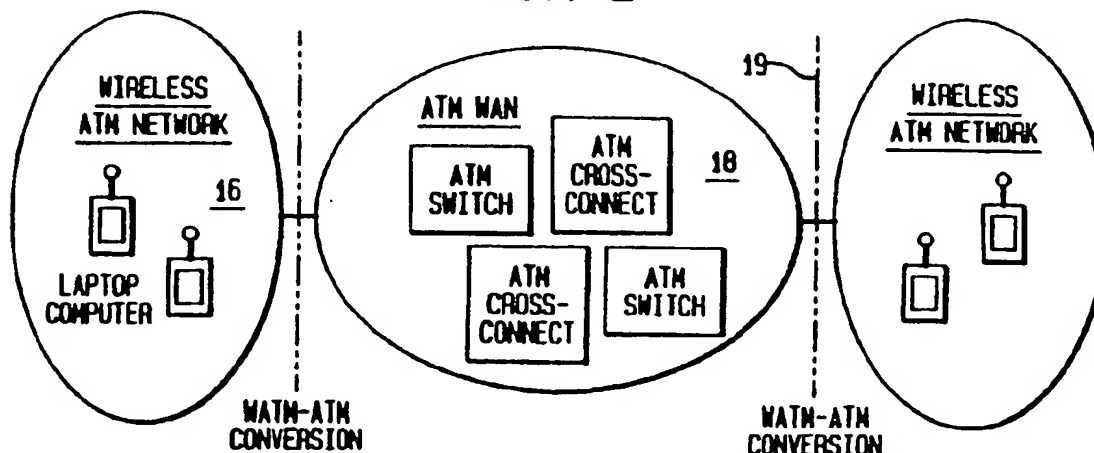 WIRELESS
ATM NETWORK
16
LAPTOP
COMPUTER
WATM-ATM
CONVERSION
ATM WAN
18
ATM
SWITCH
ATM
CROSS-
CONNECT
ATM
CROSS-
CONNECT
ATM
SWITCH
19
WATM-ATM
CONVERSION
WIRELESS
ATM NETWORK